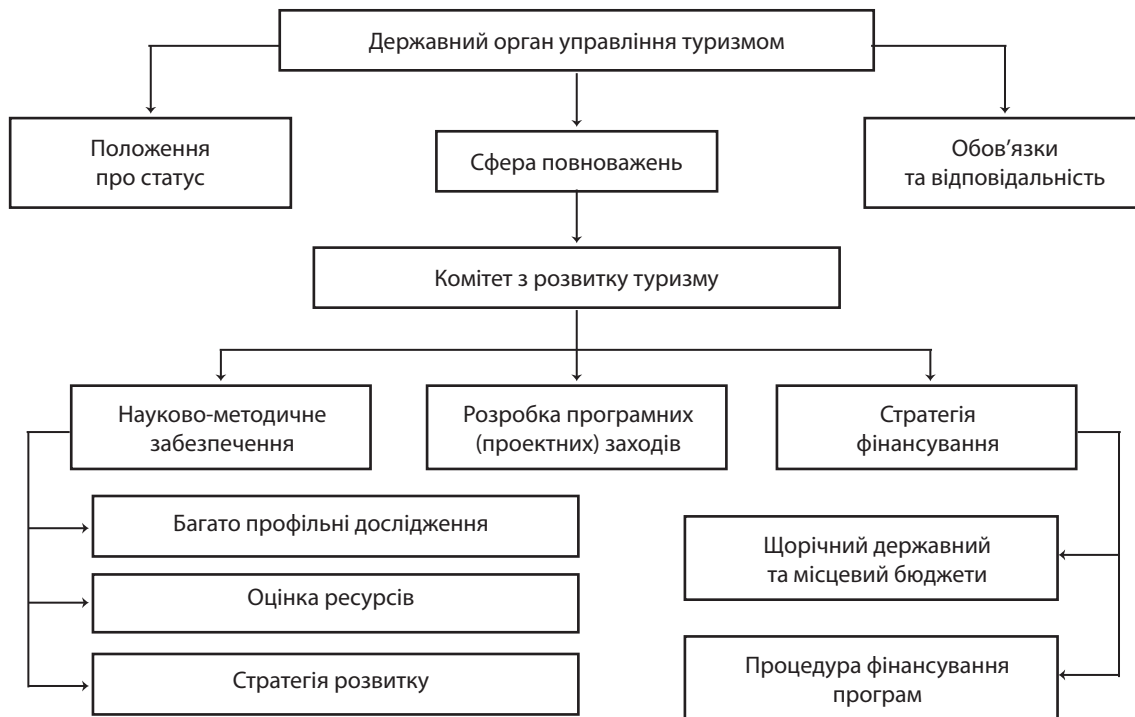 Державний орган управління туризмом
Положення
про статус
Сфера повноважень
Обов’язки
та відповідальність
Комітет з розвитку туризму
Науково-методичне
забезпечення
Розробка програмних
(проектних) заходів
Стратегія
фінансування
Багато профільні дослідження
Оцінка ресурсів
Стратегія розвитку
Щорічний державний
та місцевий бюджети
Процедура фінансування
програм